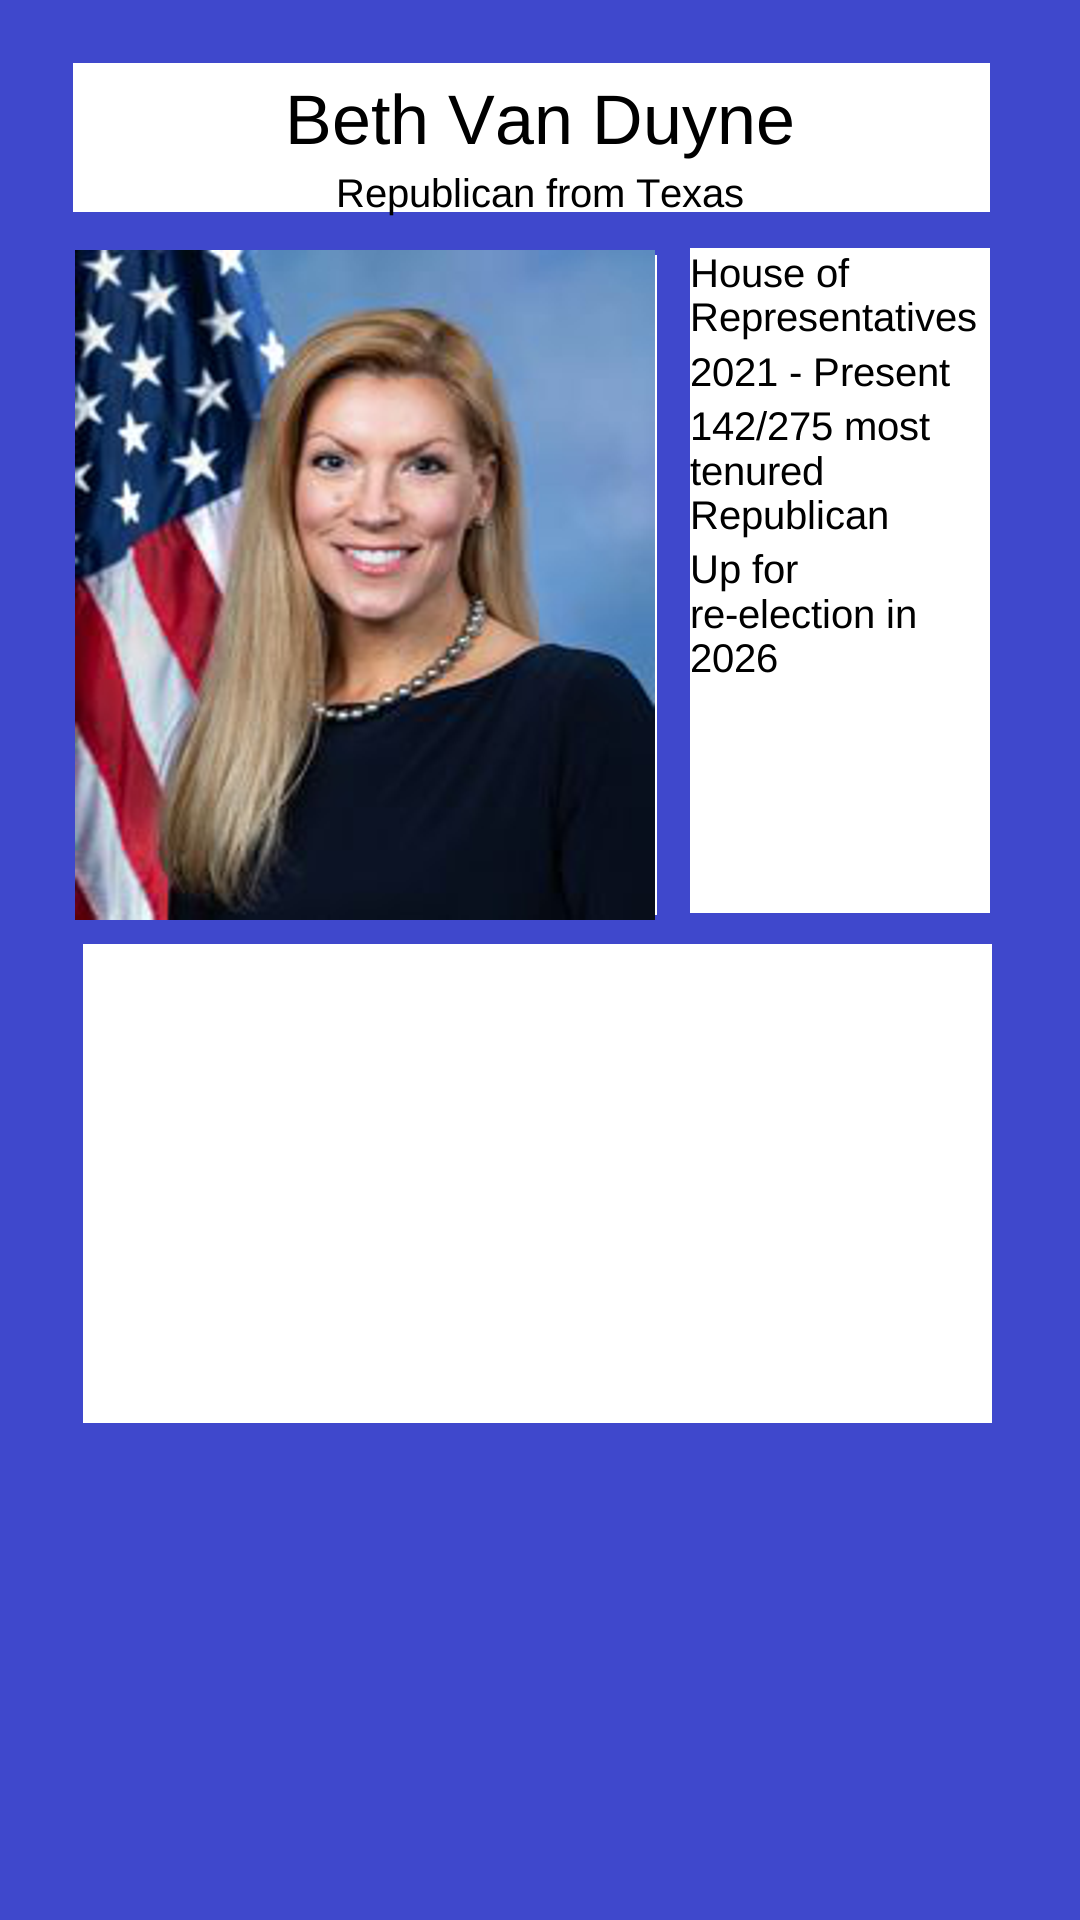 Beth Van Duyne
Republican from Texas
House of
Representatives
2021 - Present
142/275 most
tenured
Republican
Up for
re-election in
2026